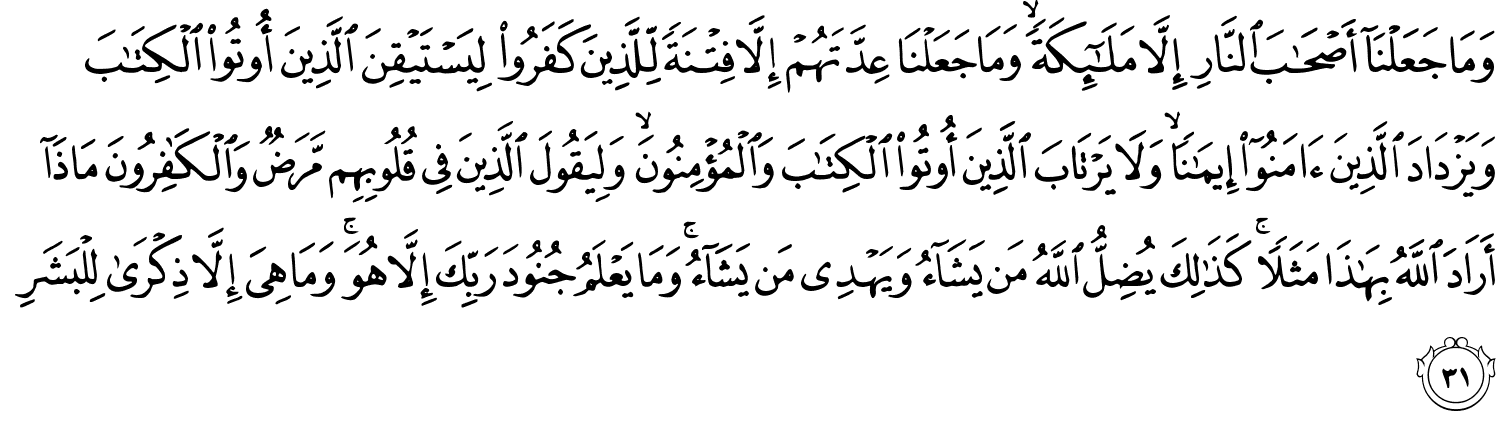 وَمَا جَعَلْنَآ أَصْحَـٰبَ ٱلنَّارِ إِلَّا مَلَـٰٓئِكَةً ۙ وَمَا جَعَلْنَا عِدَّتَهُمْ إِلَّا فِتْنَةً لِّلَّذِينَ كَفَرُوا۟ لِيَسْتَيْقِنَ ٱلَّذِينَ أُوتُوا۟ ٱلْكِتَـٰبَ
وَيَزْدَادَ ٱلَّذِينَ ءَامَنُوٓا۟ إِيمَـٰنًا ۙ وَلَا يَرْتَابَ ٱلَّذِينَ أُوتُوا۟ ٱلْكِتَـٰبَ وَٱلْمُؤْمِنُونَ ۙ وَلِيَقُولَ ٱلَّذِينَ فِى قُلُوبِهِم مَّرَضٌ وَٱلْكَـٰفِرُونَ مَاذَآ
أَرَادَ ٱللَّهُ بِهَـٰذَا مَثَلًا ۚ كَذَٰلِكَ يُضِلُّ ٱللَّهُ مَن يَشَآءُ وَيَهْدِى مَن يَشَآءُ ۚ وَمَا يَعْلَمُ جُنُودَ رَبِّكَ إِلَّا هُوَ ۚ وَمَا هِىَ إِلَّا ذِكْرَىٰ لِلْبَشَرِ
٣١